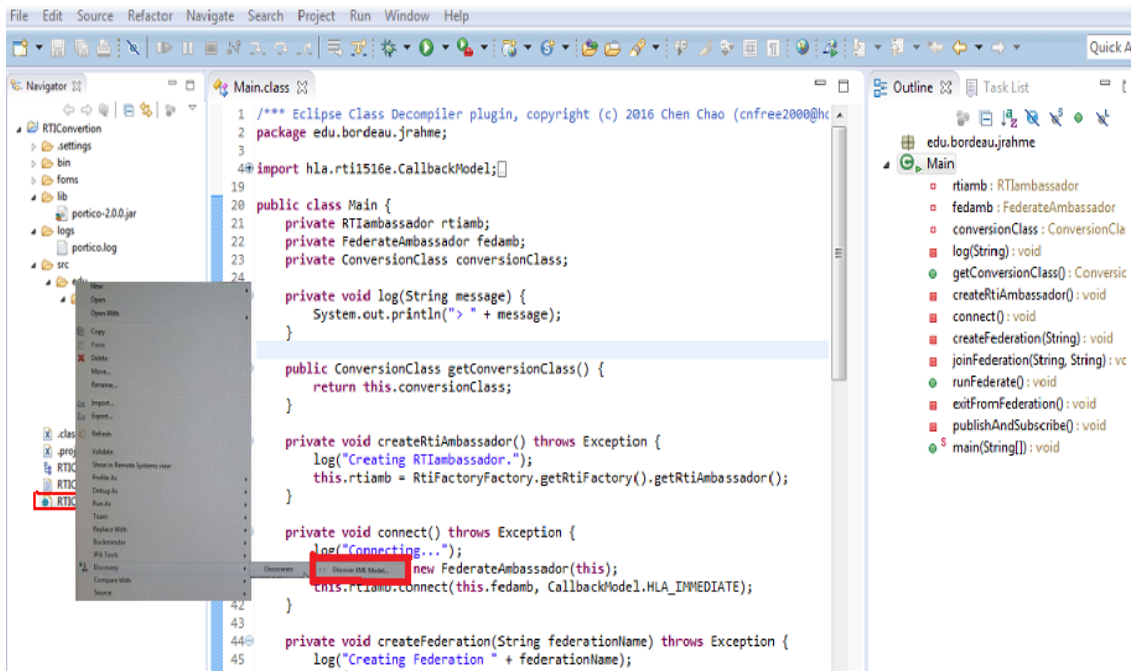 File Edit Source Refactor Navigate Search Project Run Window Help
Quick A
Navigator
RTIConvertion
.settings
bin
foms
lib
portico-2.0.0.jar
logs
portico.log
src
edu
.clas
.proj
RTIC
RTIC
RTIC
New
Open
Open With
Copy
Paste
Delete
Move...
Rename...
Import...
Export...
Refresh
Validate
Show in Remote Systems view
Profile As
Debug As
Run As
Team
Replace With
Buckminster
JPA Tools
Discovery
Compare With
Source
Discoverers
Discover XML Model...
Main.class
1 /*** Eclipse Class Decompiler plugin, copyright (c) 2016 Chen Chao (cnfree2000@ho
2 package edu.bordeau.jrahme;
3
4 import hla.rti1516e.CallbackModel;
19
20 public class Main {
21 private RTIambassador rtiamb;
22 private FederateAmbassador fedamb;
23 private ConversionClass conversionClass;
24
private void log(String message) {
System.out.println("> " + message);
}
public ConversionClass getConversionClass() {
return this.conversionClass;
}
private void createRtiAmbassador() throws Exception {
log("Creating RTIambassador.");
this.rtiamb = RtiFactoryFactory.getRtiFactory().getRtiAmbassador();
}
private void connect() throws Exception {
log("Connecting...");
new FederateAmbassador(this);
this.rtiamb.connect(this.fedamb, CallbackModel.HLA_IMMEDIATE);
42 }
43
44 private void createFederation(String federationName) throws Exception {
45 log("Creating Federation " + federationName);
Outline Task List
edu.bordeau.jrahme
Main
rtiamb : RTIambassador
fedamb : FederateAmbassador
conversionClass : ConversionCla
log(String) : void
getConversionClass() : Conversic
createRtiAmbassador() : void
connect() : void
createFederation(String) : void
joinFederation(String, String) : vc
runFederate() : void
exitFromFederation() : void
publishAndSubscribe() : void
main(String[]) : void